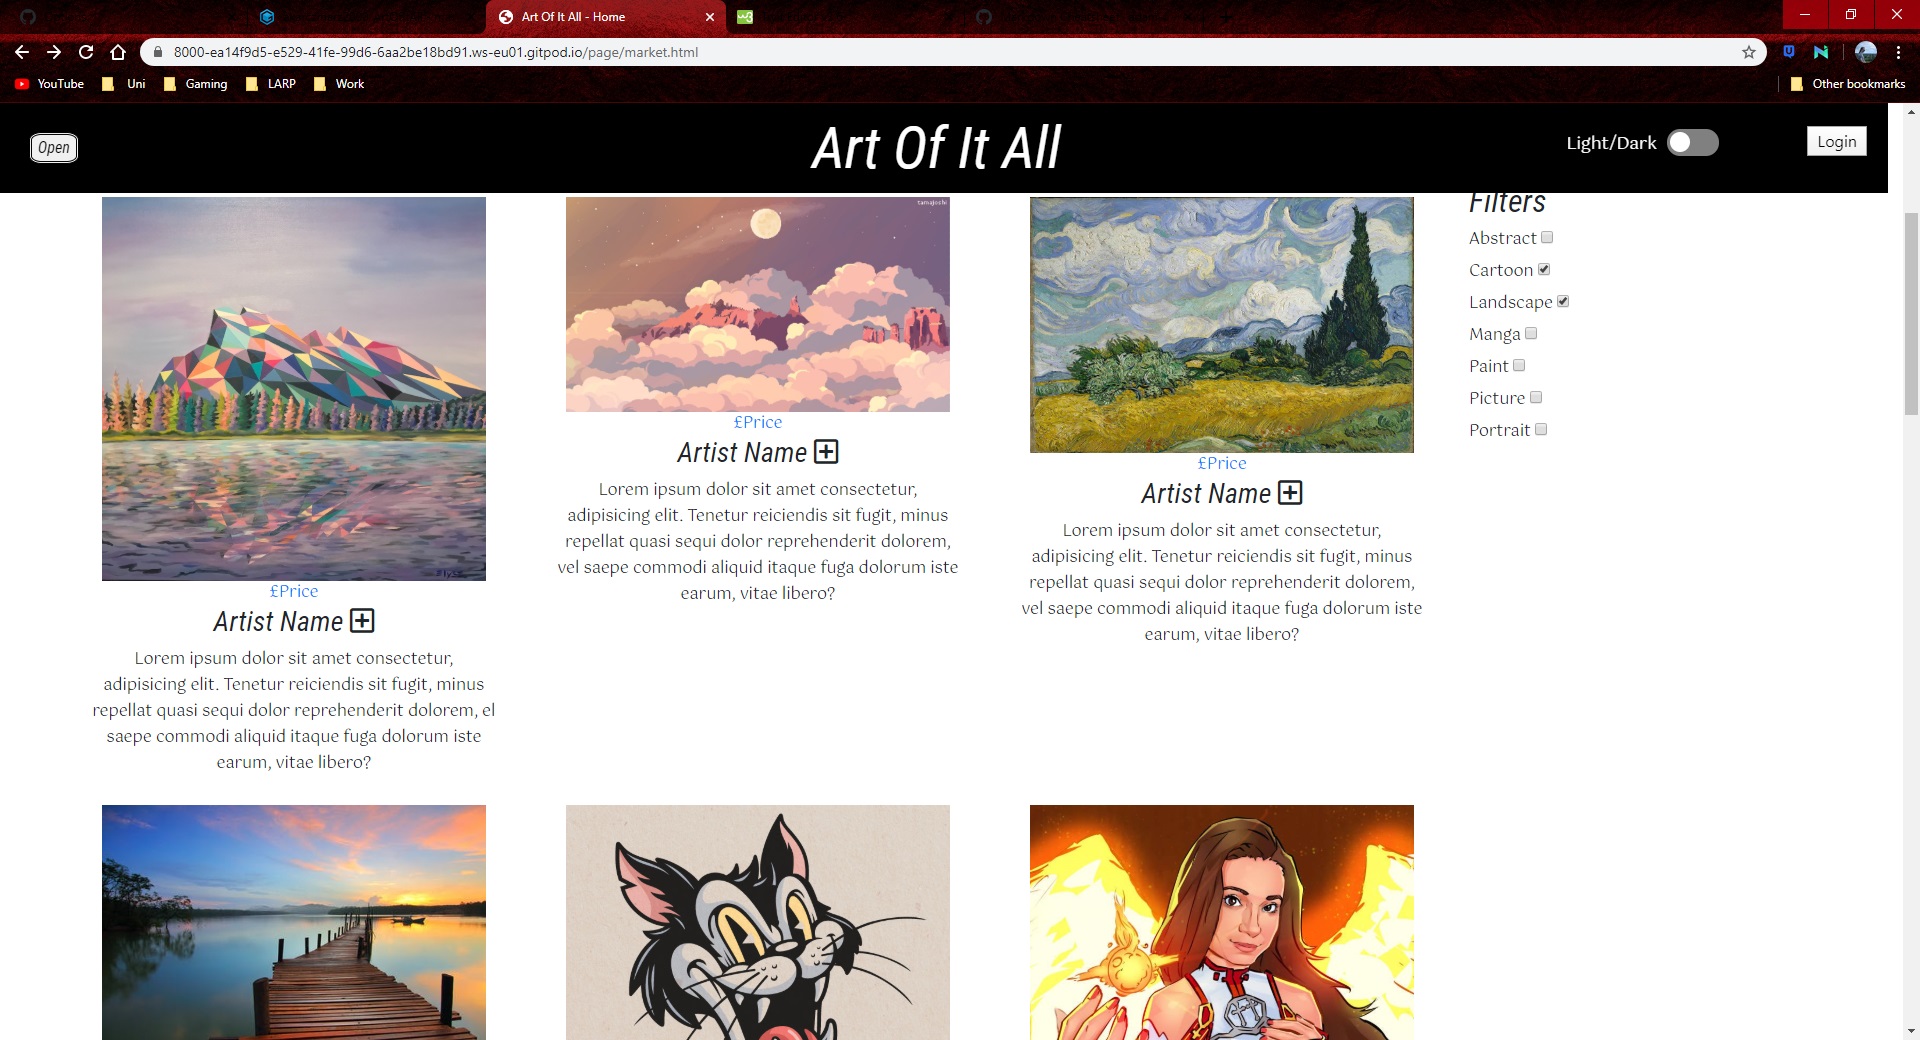 Art Of It All - Home
8000-ea14f9d5-e529-41fe-99d6-6aa2be18bd91.ws-eu01.gitpod.io/page/market.html
YouTube Uni Gaming LARP Work Other bookmarks
Open Art Of It All Light/Dark Login
tamajoshi
Filters
Abstract
Cartoon
Landscape
Manga
Paint
Picture
Portrait
£Price
Artist Name
Lorem ipsum dolor sit amet consectetur,
adipisicing elit. Tenetur reiciendis sit fugit, minus
repellat quasi sequi dolor reprehenderit dolorem, el
saepe commodi aliquid itaque fuga dolorum iste
earum, vitae libero?
£Price
Artist Name
Lorem ipsum dolor sit amet consectetur,
adipisicing elit. Tenetur reiciendis sit fugit, minus
repellat quasi sequi dolor reprehenderit dolorem,
vel saepe commodi aliquid itaque fuga dolorum iste
earum, vitae libero?
£Price
Artist Name
Lorem ipsum dolor sit amet consectetur,
adipisicing elit. Tenetur reiciendis sit fugit, minus
repellat quasi sequi dolor reprehenderit dolorem,
vel saepe commodi aliquid itaque fuga dolorum iste
earum, vitae libero?